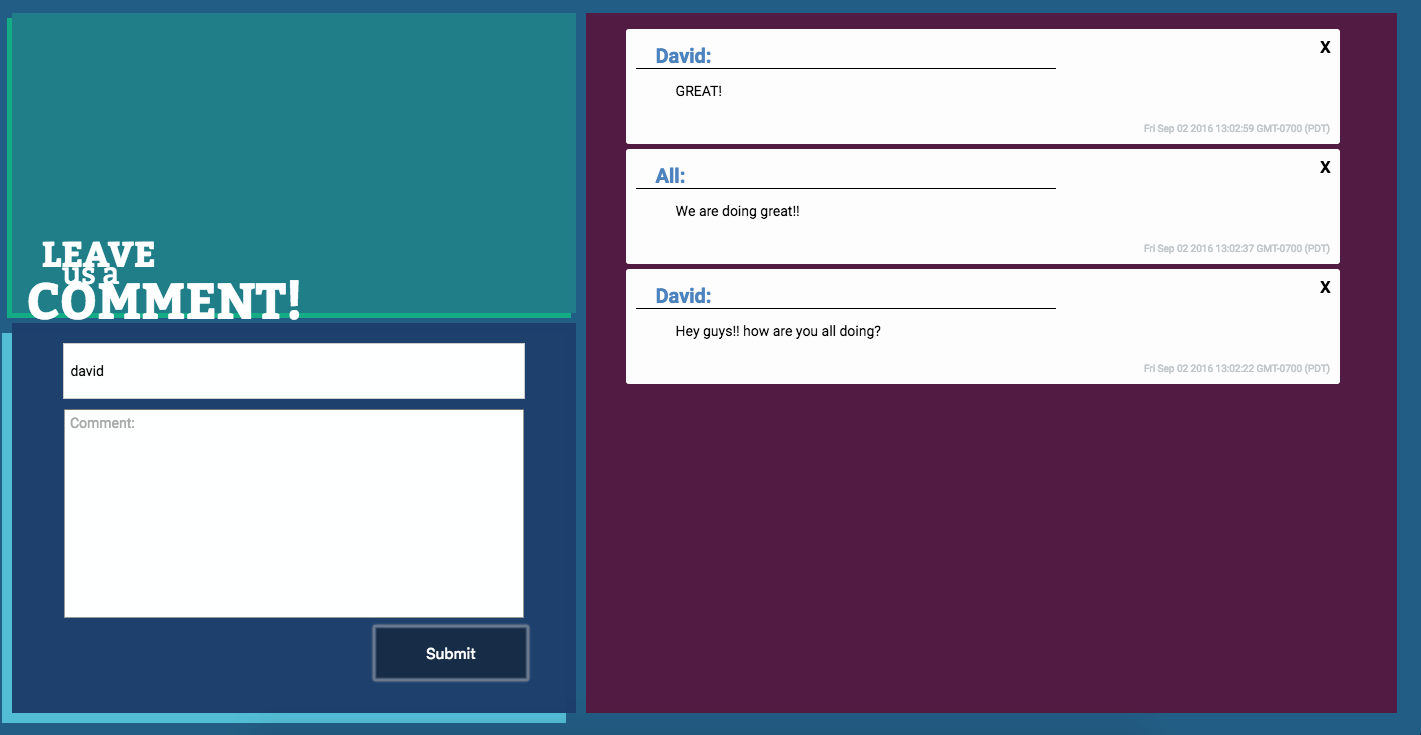 LEAVE
us a
COMMENT!
david
Comment:
Submit
David:
X
GREAT!
Fri Sep 02 2016 13:02:59 GMT-0700 (PDT)
All:
X
We are doing great!!
Fri Sep 02 2016 13:02:37 GMT-0700 (PDT)
David:
X
Hey guys!! how are you all doing?
Fri Sep 02 2016 13:02:22 GMT-0700 (PDT)